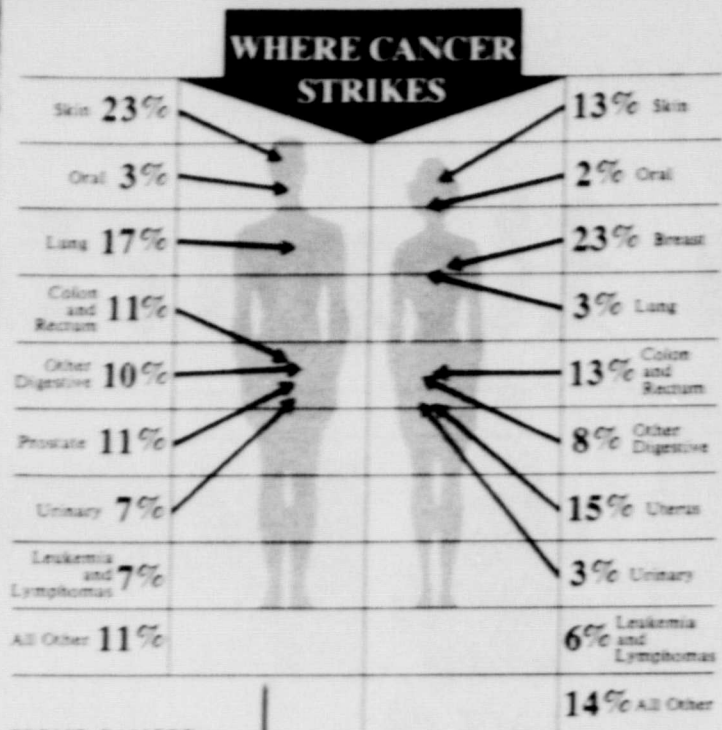 WHERE CANCER
STRIKES
Skin 23%
Oral 3%
Lung 17%
Colon
and
Rectum 11%
Other
Digestive 10%
Prostate 11%
Urinary 7%
Leukemia
and
Lymphomas 7%
All Other 11%
13% Skin
2% Oral
23% Breast
3% Lung
13% Colon
and
Rectum
8% Other
Digestive
15% Uterus
3% Urinary
6% Leukemia
and
Lymphomas
14% All Other